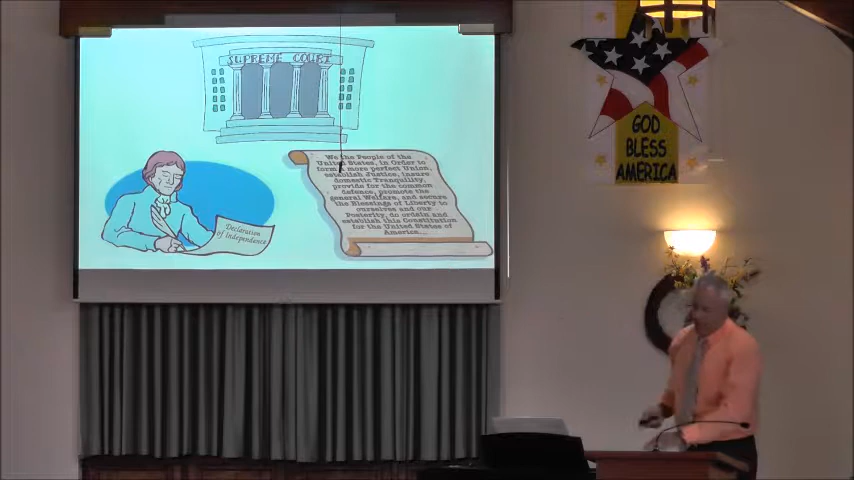 SUPREME COURT
We the People of the
United States, in Order to
form a more perfect Union,
establish Justice, insure
domestic Tranquility,
provide for the common
defence, promote the
general Welfare, and secure
the Blessings of Liberty to
ourselves and our
Posterity, do ordain and
establish this Constitution
for the United States of
America...
Declaration
of Independence
GOD
BLESS
AMERICA